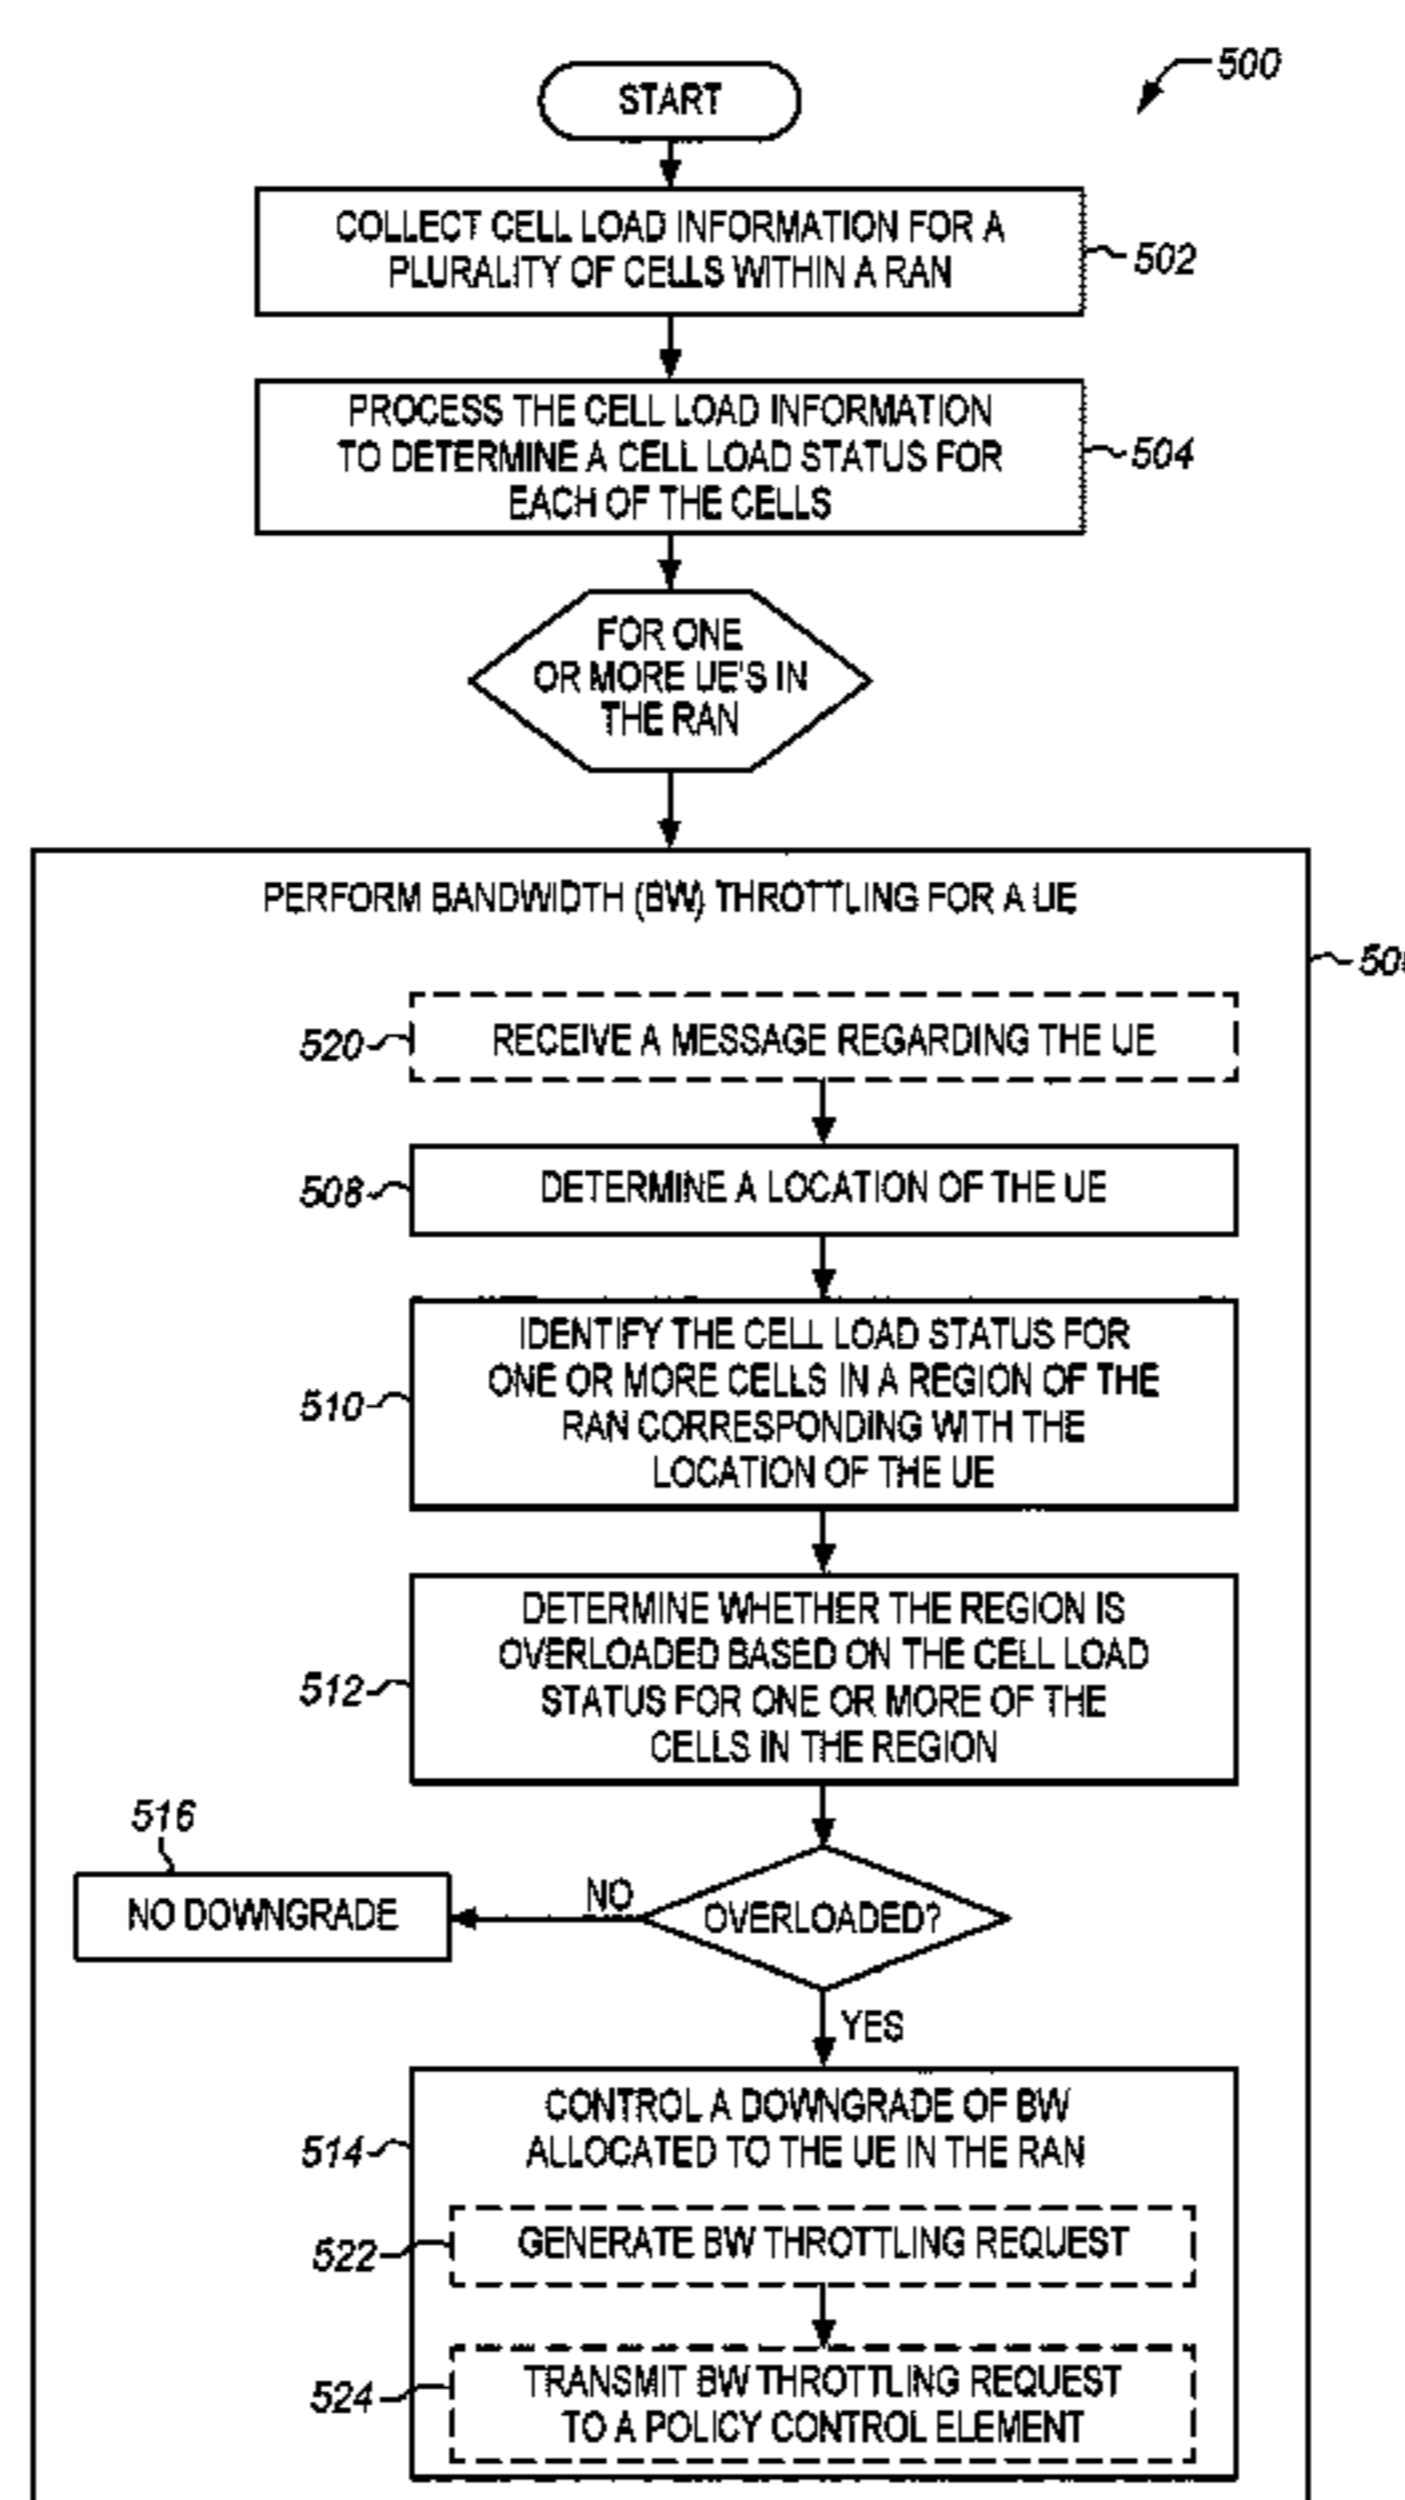 500
START
COLLECT CELL LOAD INFORMATION FOR A
PLURALITY OF CELLS WITHIN A RAN
502
PROCESS THE CELL LOAD INFORMATION
TO DETERMINE A CELL LOAD STATUS FOR
EACH OF THE CELLS
504
FOR ONE
OR MORE UE'S IN
THE RAN
PERFORM BANDWIDTH (BW) THROTTLING FOR A UE
520
RECEIVE A MESSAGE REGARDING THE UE
508
DETERMINE A LOCATION OF THE UE
IDENTIFY THE CELL LOAD STATUS FOR
ONE OR MORE CELLS IN A REGION OF THE
RAN CORRESPONDING WITH THE
LOCATION OF THE UE
510
DETERMINE WHETHER THE REGION IS
OVERLOADED BASED ON THE CELL LOAD
STATUS FOR ONE OR MORE OF THE
CELLS IN THE REGION
512
516
NO DOWNGRADE
NO
OVERLOADED?
YES
CONTROL A DOWNGRADE OF BW
ALLOCATED TO THE UE IN THE RAN
514
522
GENERATE BW THROTTLING REQUEST
524
TRANSMIT BW THROTTLING REQUEST
TO A POLICY CONTROL ELEMENT